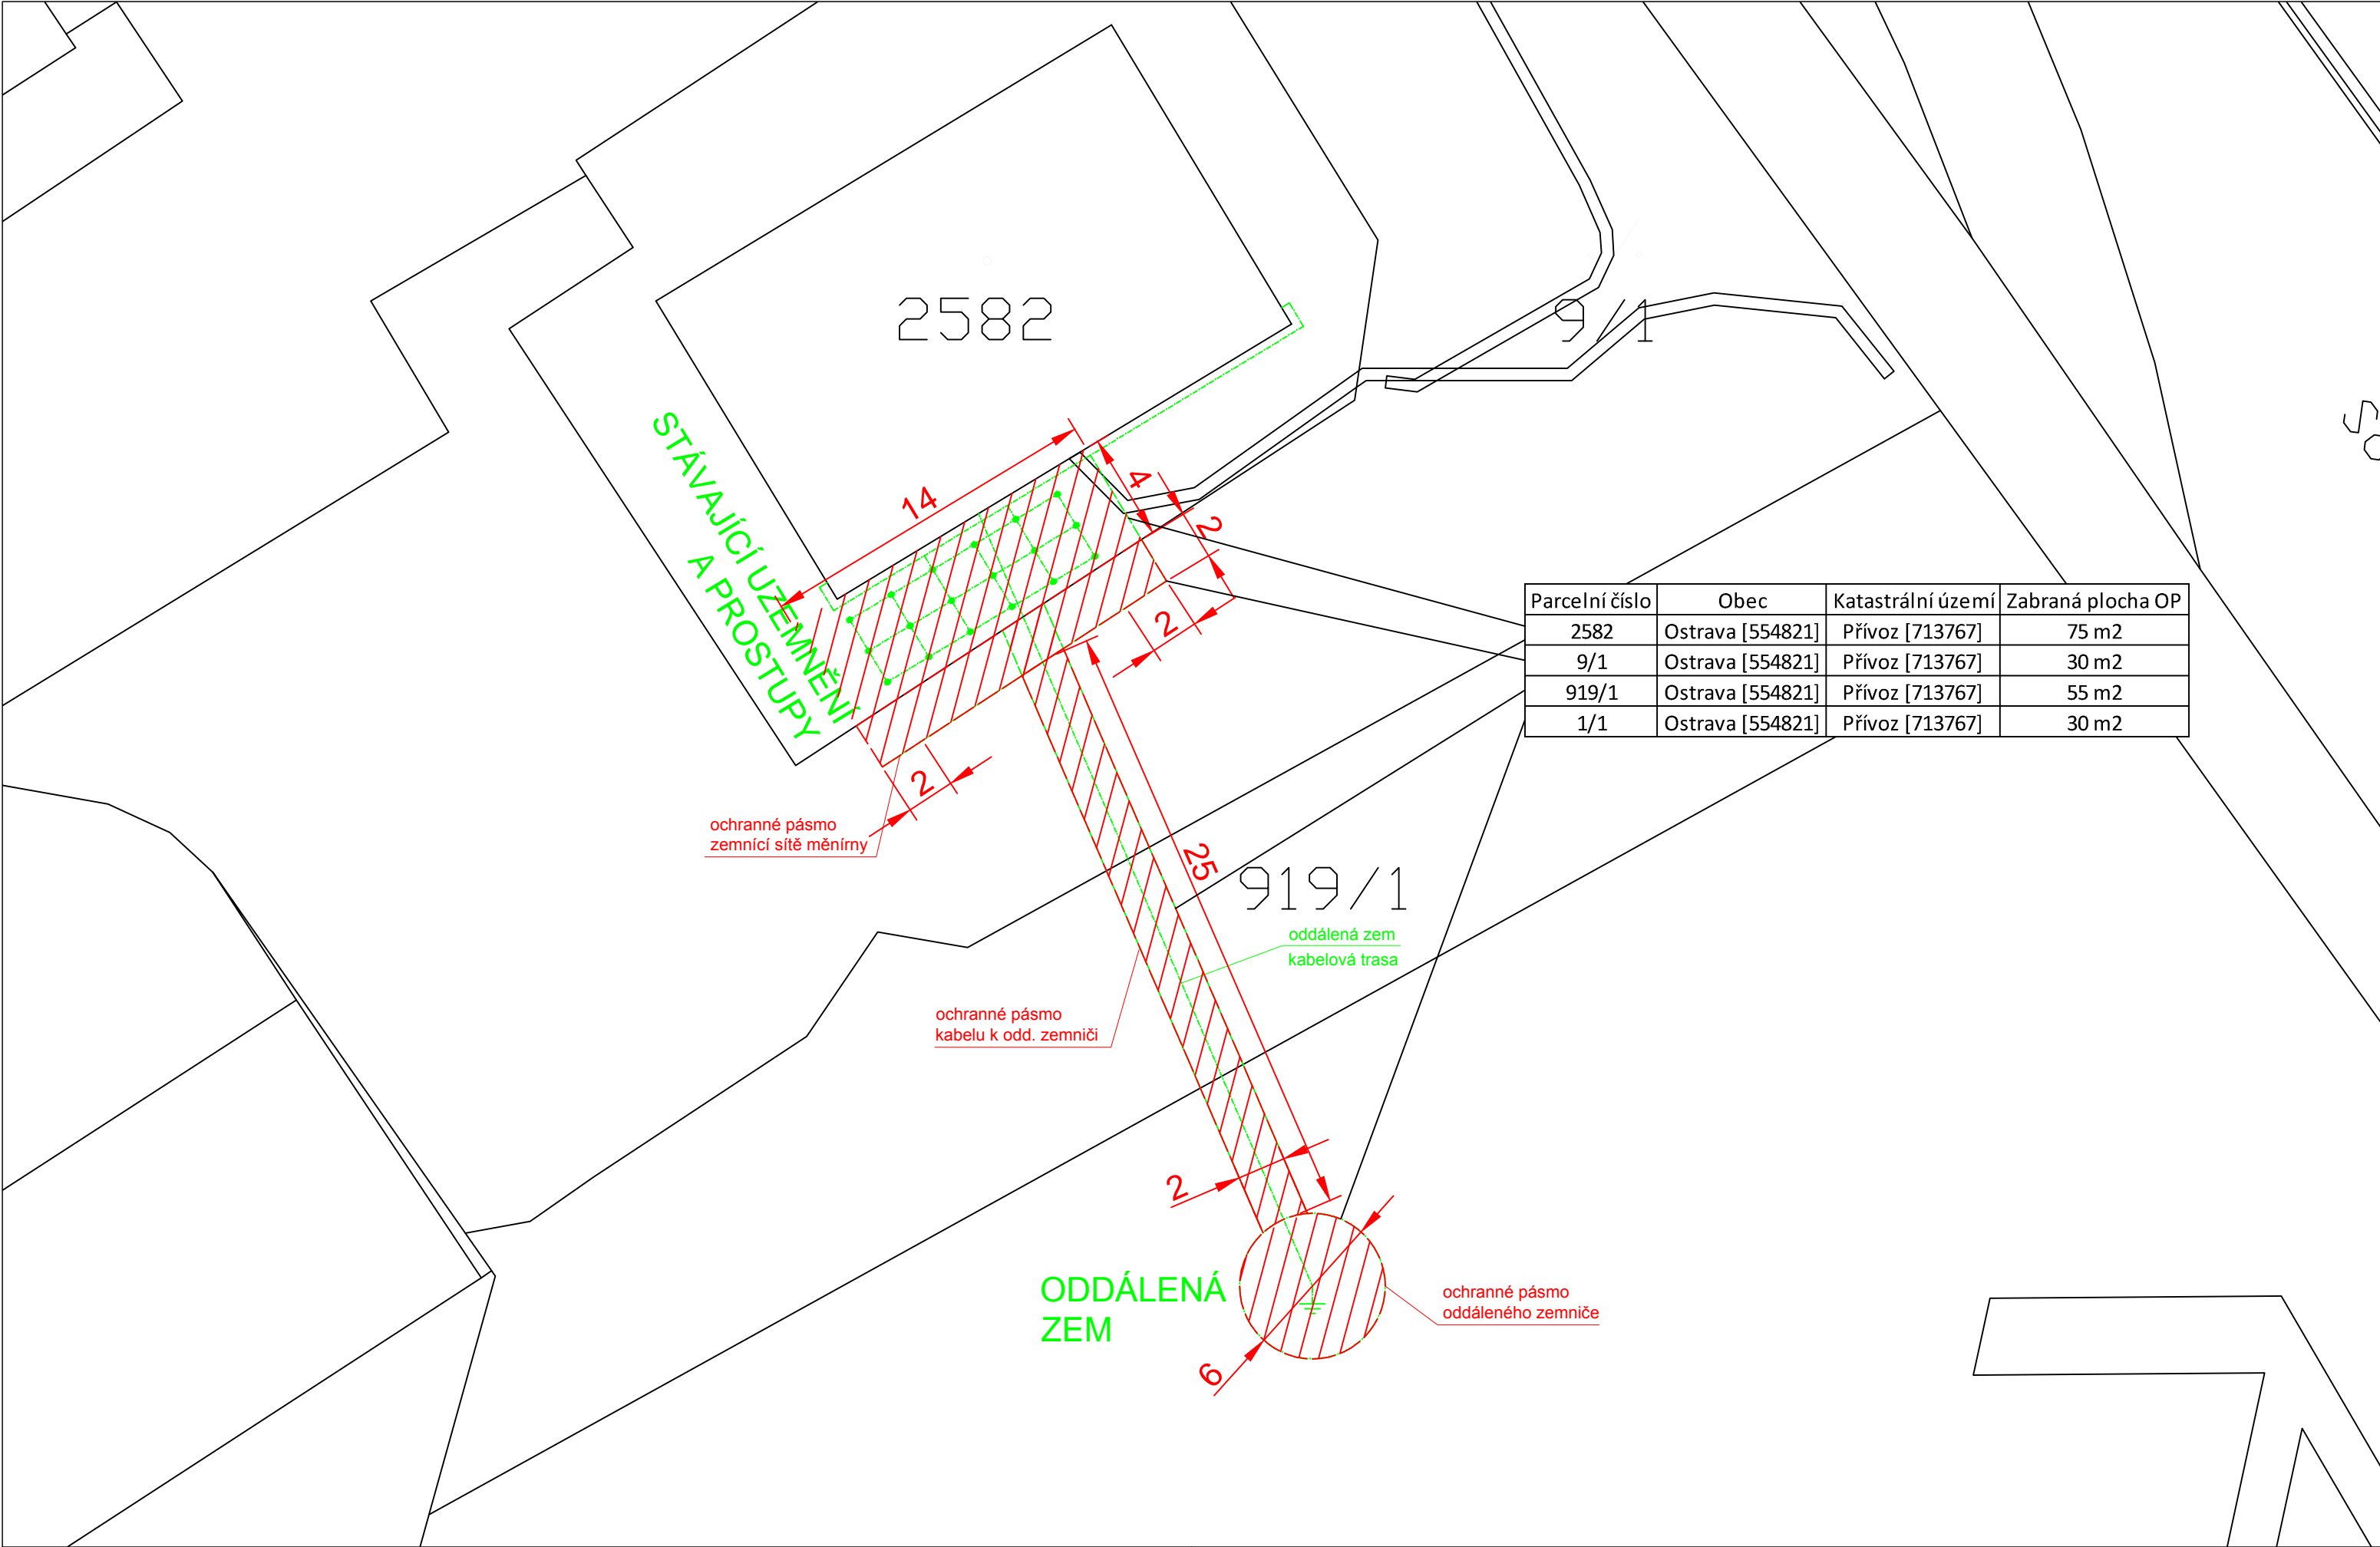 2582
9/1
STÁVAJÍCÍ UZEMNĚNÍ
A PROSTUPY
14
4
2
2
2
Parcelní číslo Obec Katastrální území Zabraná plocha OP
2582 Ostrava [554821] Přívoz [713767] 75 m2
9/1 Ostrava [554821] Přívoz [713767] 30 m2
919/1 Ostrava [554821] Přívoz [713767] 55 m2
1/1 Ostrava [554821] Přívoz [713767] 30 m2
ochranné pásmo
zemnící sítě měnírny
25
919/1
oddálená zem
kabelová trasa
ochranné pásmo
kabelu k odd. zemniči
2
ODDÁLENÁ
ZEM
ochranné pásmo
oddáleného zemniče
6